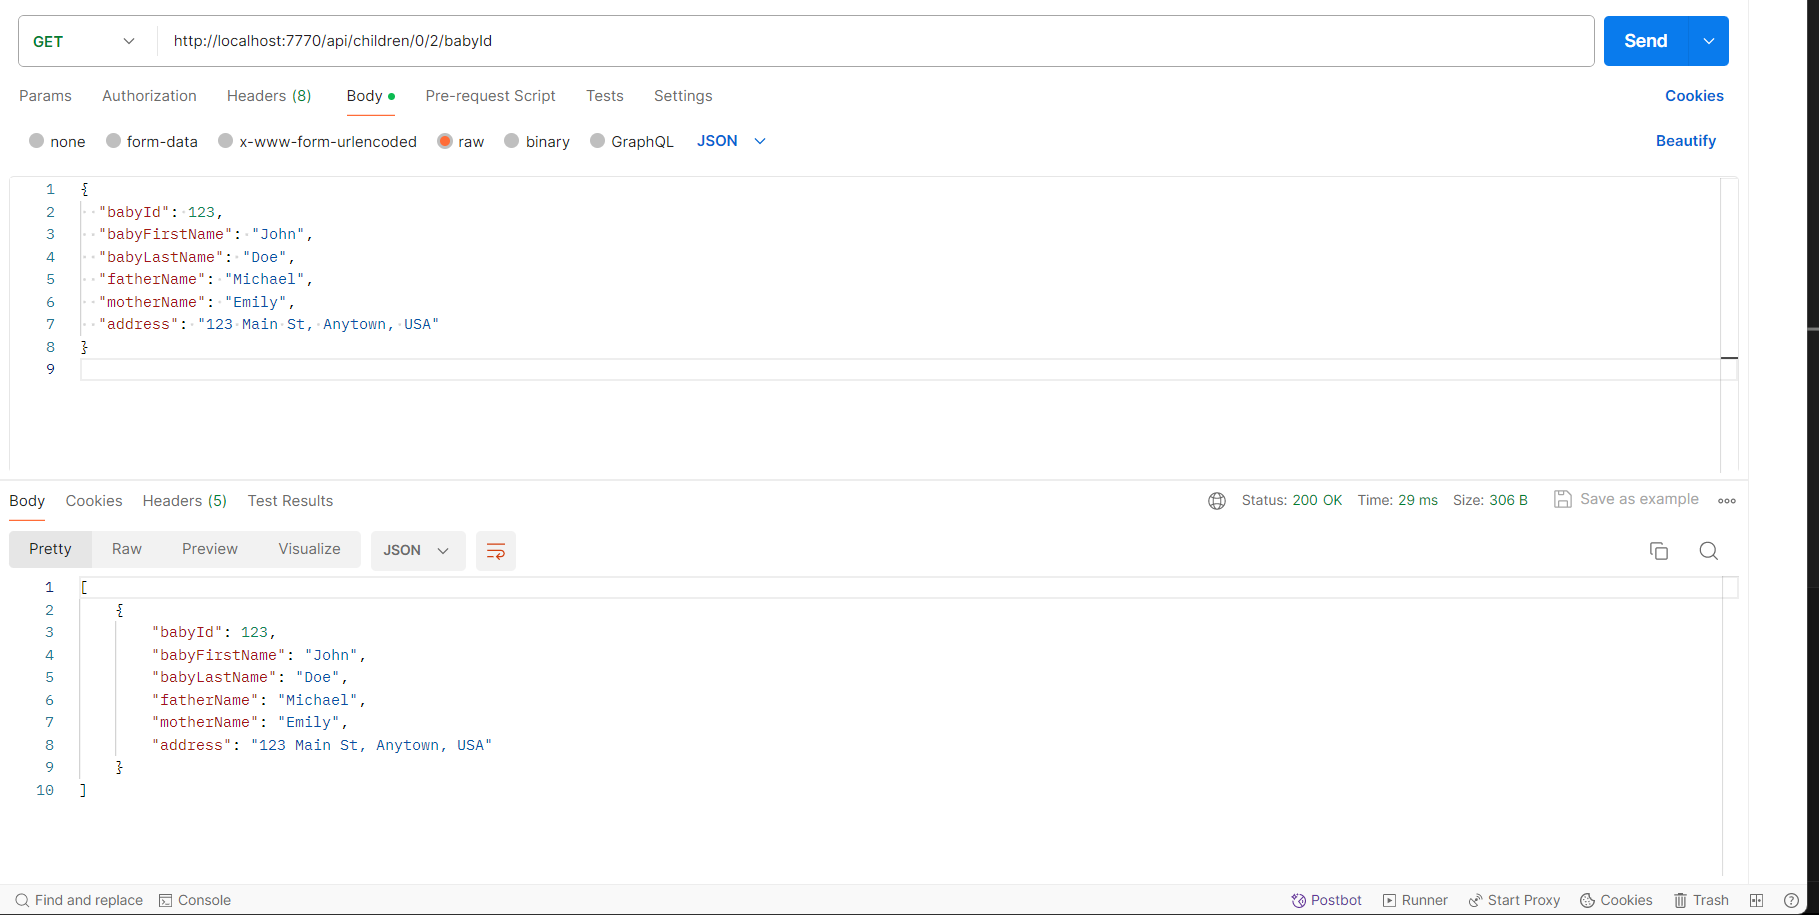 GET http://localhost:7770/api/children/0/2/babyId Send
Params Authorization Headers (8) Body Pre-request Script Tests Settings Cookies
none form-data x-www-form-urlencoded raw binary GraphQL JSON Beautify
1 {
2 "babyId": 123,
3 "babyFirstName": "John",
4 "babyLastName": "Doe",
5 "fatherName": "Michael",
6 "motherName": "Emily",
7 "address": "123 Main St, Anytown, USA"
8 }
9
Body Cookies Headers (5) Test Results Status: 200 OK Time: 29 ms Size: 306 B Save as example
Pretty Raw Preview Visualize JSON
1 [
2 {
3 "babyId": 123,
4 "babyFirstName": "John",
5 "babyLastName": "Doe",
6 "fatherName": "Michael",
7 "motherName": "Emily",
8 "address": "123 Main St, Anytown, USA"
9 }
10 ]
Find and replace Console Postbot Runner Start Proxy Cookies Trash